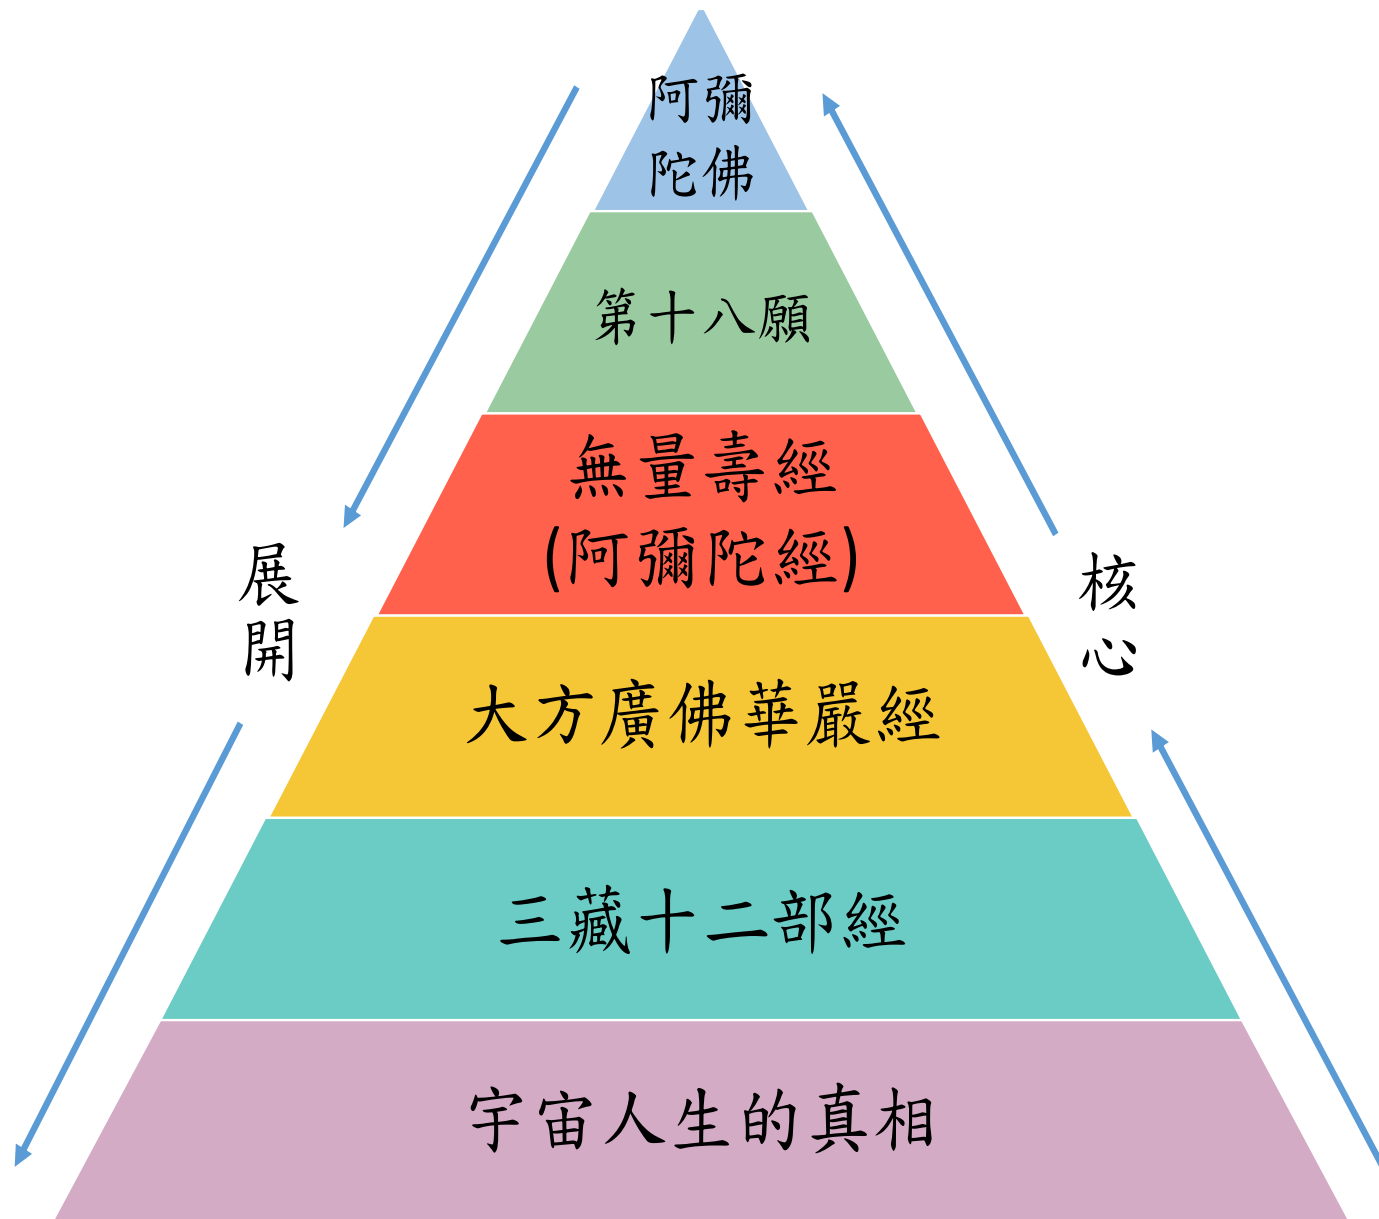 阿彌
陀佛
第十八願
無量壽經
(阿彌陀經)
展
開
核
心
大方廣佛華嚴經
三藏十二部經
宇宙人生的真相